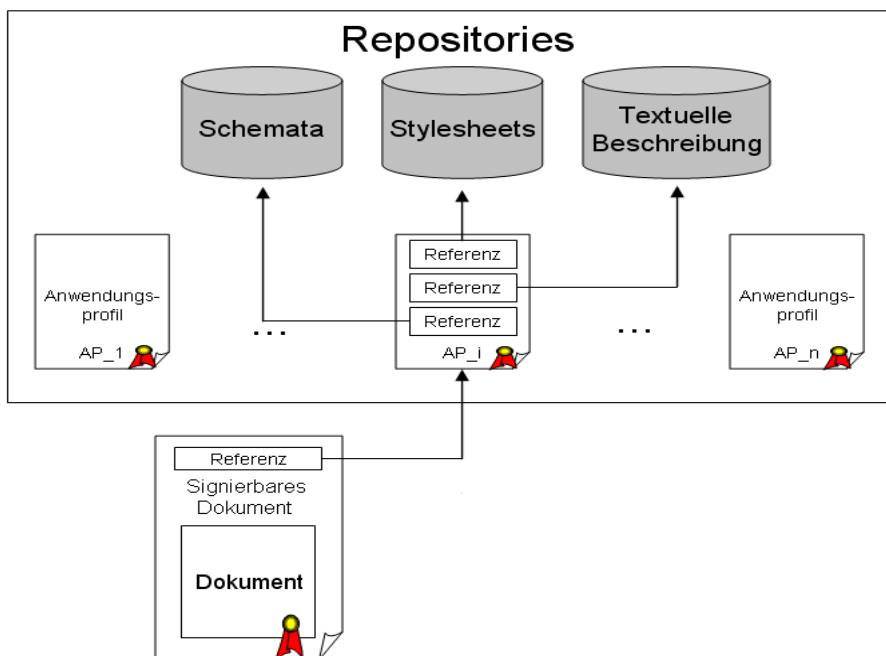 Repositories
Schemata
Stylesheets
Textuelle
Beschreibung
Anwendungs-
profil
AP_1
...
Referenz
Referenz
Referenz
AP_i
...
Anwendungs-
profil
AP_n
Referenz
Signierbares
Dokument
Dokument